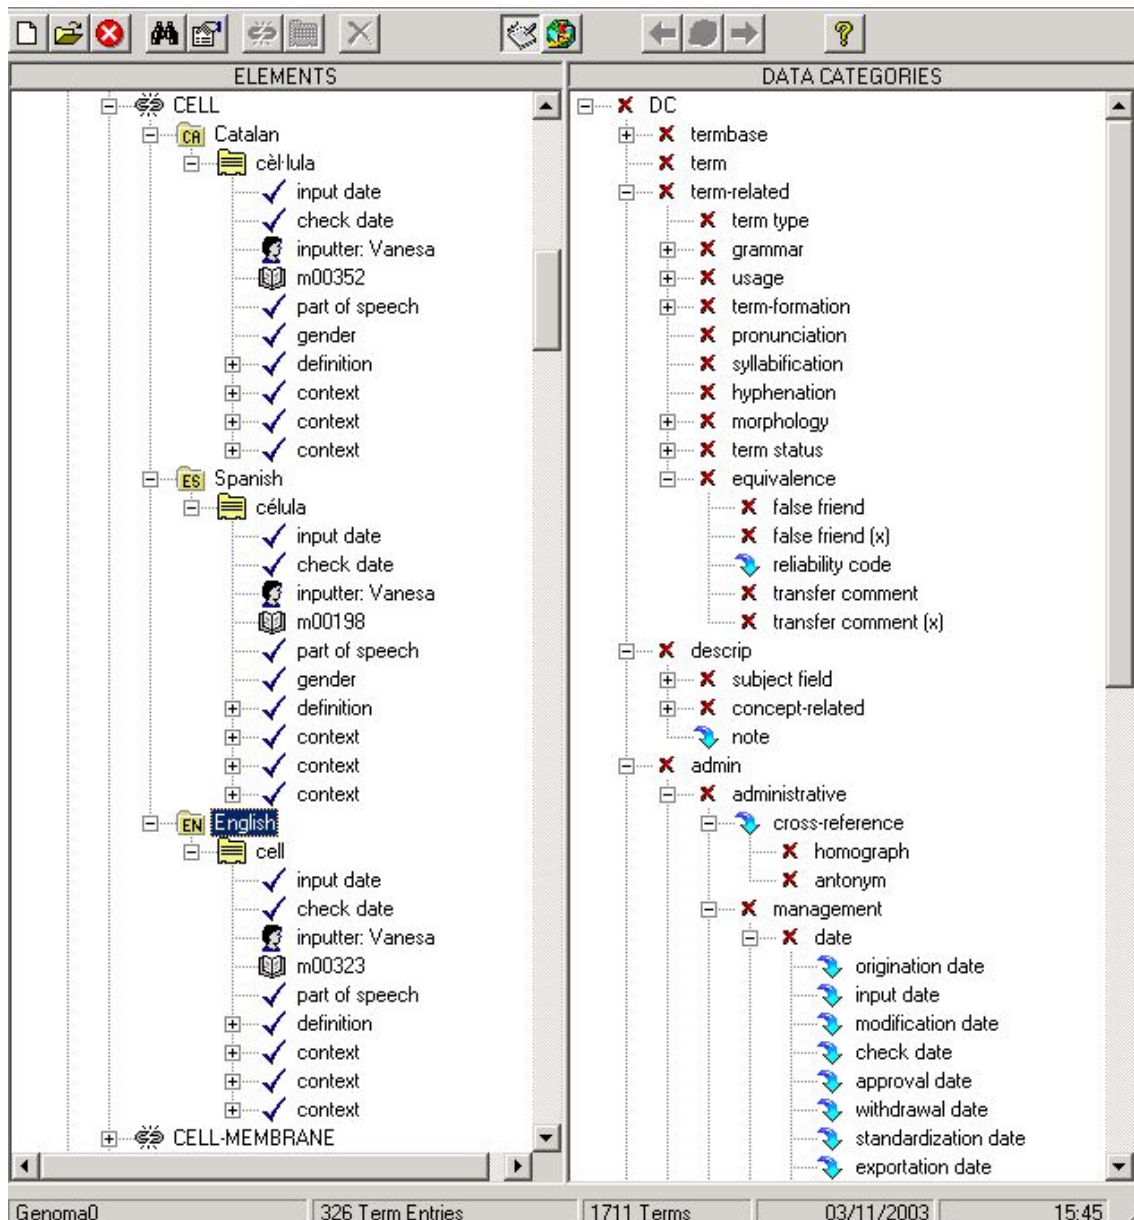 ELEMENTS
CELL
CA Catalan
cèl·lula
input date
check date
inputter: Vanesa
m00352
part of speech
gender
definition
context
context
context
ES Spanish
célula
input date
check date
inputter: Vanesa
m00198
part of speech
gender
definition
context
context
context
EN English
cell
input date
check date
inputter: Vanesa
m00323
part of speech
definition
context
context
context
CELL-MEMBRANE
DATA CATEGORIES
DC
termbase
term
term-related
term type
grammar
usage
term-formation
pronunciation
syllabification
hyphenation
morphology
term status
equivalence
false friend
false friend (x)
reliability code
transfer comment
transfer comment (x)
descrip
subject field
concept-related
note
admin
administrative
cross-reference
homograph
antonym
management
date
origination date
input date
modification date
check date
approval date
withdrawal date
standardization date
exportation date
Genoma0 326 Term Entries 1711 Terms 03/11/2003 15:45